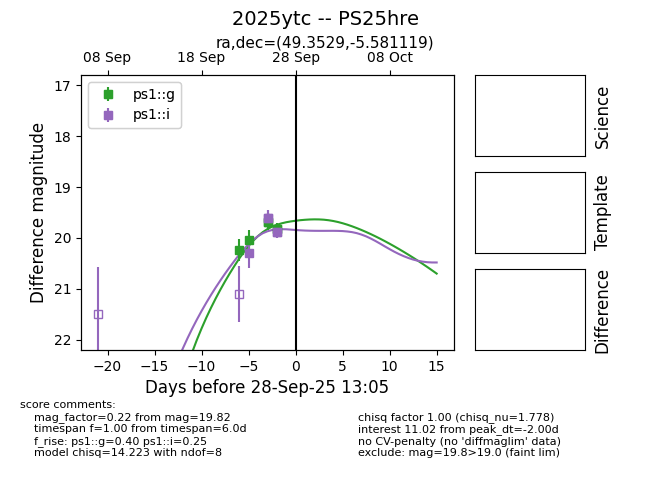 2025ytc -- PS25hre
ra,dec=(49.3529,-5.581119)
08 Sep 18 Sep 28 Sep 08 Oct
ps1::g
ps1::i
17
18
19
20
21
22
Difference magnitude
−20 −15 −10 −5 0 5 10 15
Days before 28-Sep-25 13:05
Science
Template
Difference
score comments:
mag_factor=0.22 from mag=19.82
timespan f=1.00 from timespan=6.0d
f_rise: ps1::g=0.40 ps1::i=0.25
model chisq=14.223 with ndof=8
chisq factor 1.00 (chisq_nu=1.778)
interest 11.02 from peak_dt=-2.00d
no CV-penalty (no 'diffmaglim' data)
exclude: mag=19.8>19.0 (faint lim)